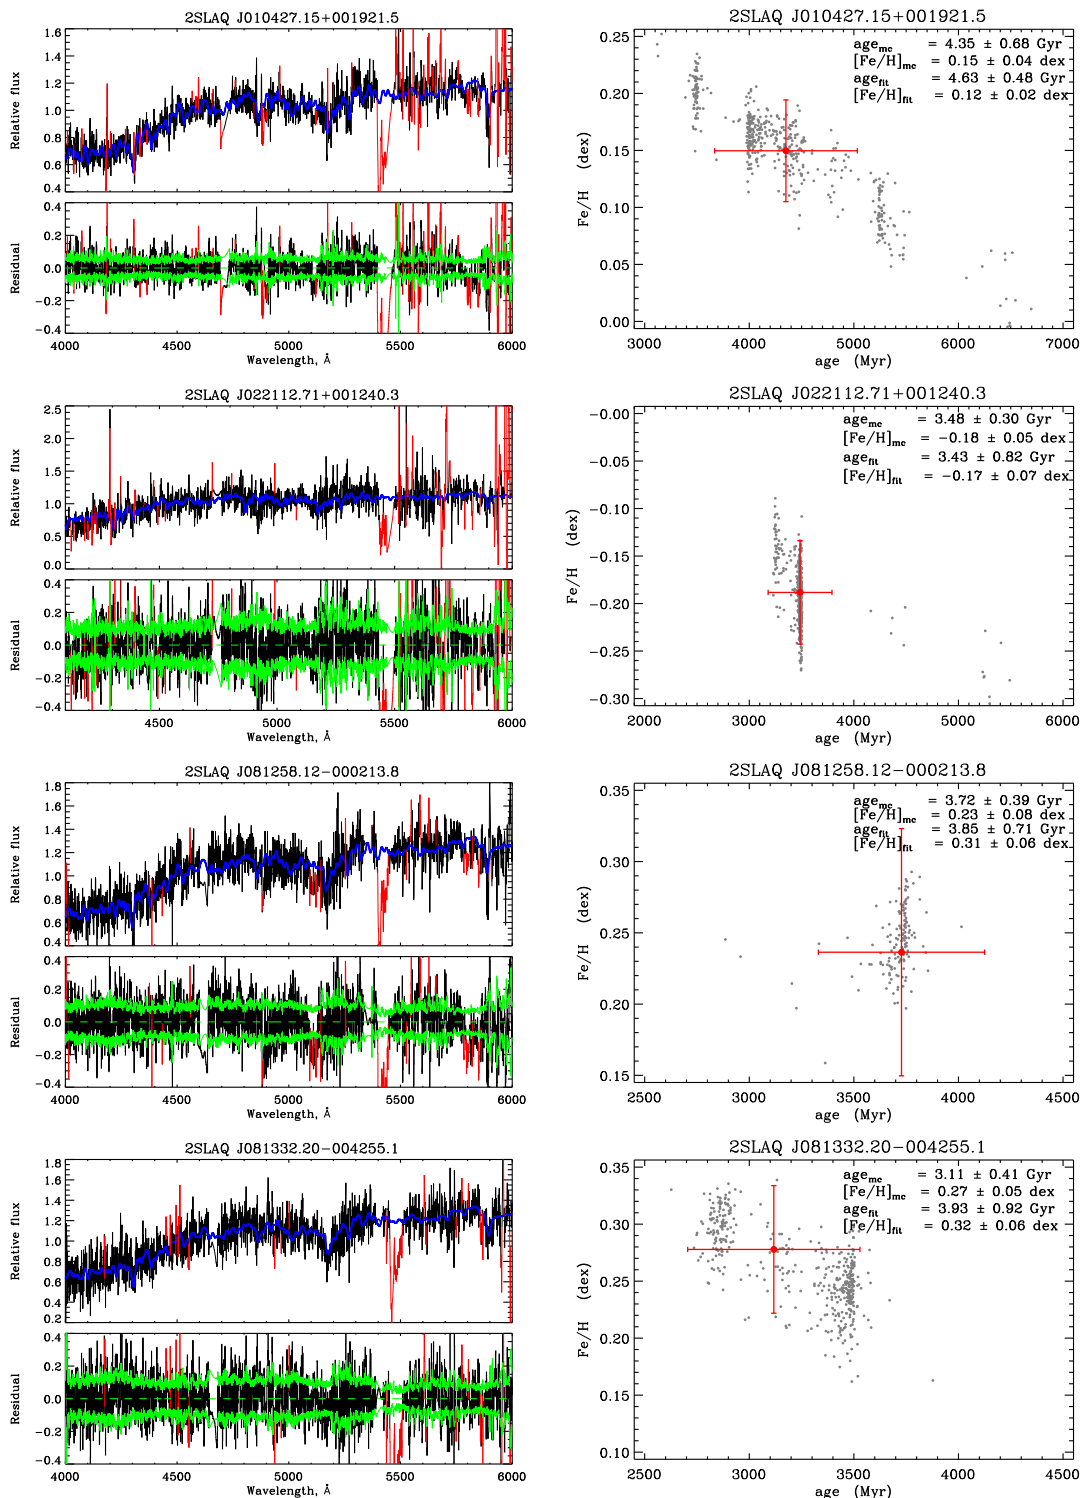 2SLAQ J010427.15+001921.5
1.6
1.4
1.2
1.0
0.8
0.6
0.4
Relative flux
0.4
0.2
0.0
−0.2
−0.4
Residual
4000 4500 5000 5500 6000
Wavelength, Å
2SLAQ J010427.15+001921.5
age_mc = 4.35 ± 0.68 Gyr
[Fe/H]_mc = 0.15 ± 0.04 dex
age_fit = 4.63 ± 0.48 Gyr
[Fe/H]_fit = 0.12 ± 0.02 dex
0.25
0.20
0.15
0.10
0.05
0.00
Fe/H (dex)
3000 4000 5000 6000 7000
age (Myr)
2SLAQ J022112.71+001240.3
2.5
2.0
1.5
1.0
0.5
0.0
Relative flux
0.4
0.2
0.0
−0.2
−0.4
Residual
4500 5000 5500 6000
Wavelength, Å
2SLAQ J022112.71+001240.3
age_mc = 3.48 ± 0.30 Gyr
[Fe/H]_mc = −0.18 ± 0.05 dex
age_fit = 3.43 ± 0.82 Gyr
[Fe/H]_fit = −0.17 ± 0.07 dex
−0.00
−0.05
−0.10
−0.15
−0.20
−0.25
−0.30
Fe/H (dex)
2000 3000 4000 5000 6000
age (Myr)
2SLAQ J081258.12−000213.8
1.8
1.6
1.4
1.2
1.0
0.8
0.6
0.4
Relative flux
0.4
0.2
0.0
−0.2
−0.4
Residual
4000 4500 5000 5500 6000
Wavelength, Å
2SLAQ J081258.12−000213.8
age_mc = 3.72 ± 0.39 Gyr
[Fe/H]_mc = 0.23 ± 0.08 dex
age_fit = 3.85 ± 0.71 Gyr
[Fe/H]_fit = 0.31 ± 0.06 dex
0.35
0.30
0.25
0.20
0.15
Fe/H (dex)
2500 3000 3500 4000 4500
age (Myr)
2SLAQ J081332.20−004255.1
1.8
1.6
1.4
1.2
1.0
0.8
0.6
0.4
0.2
Relative flux
0.4
0.2
0.0
−0.2
−0.4
Residual
4000 4500 5000 5500 6000
Wavelength, Å
2SLAQ J081332.20−004255.1
age_mc = 3.11 ± 0.41 Gyr
[Fe/H]_mc = 0.27 ± 0.05 dex
age_fit = 3.93 ± 0.92 Gyr
[Fe/H]_fit = 0.32 ± 0.06 dex
0.35
0.30
0.25
0.20
0.15
0.10
Fe/H (dex)
2500 3000 3500 4000 4500
age (Myr)